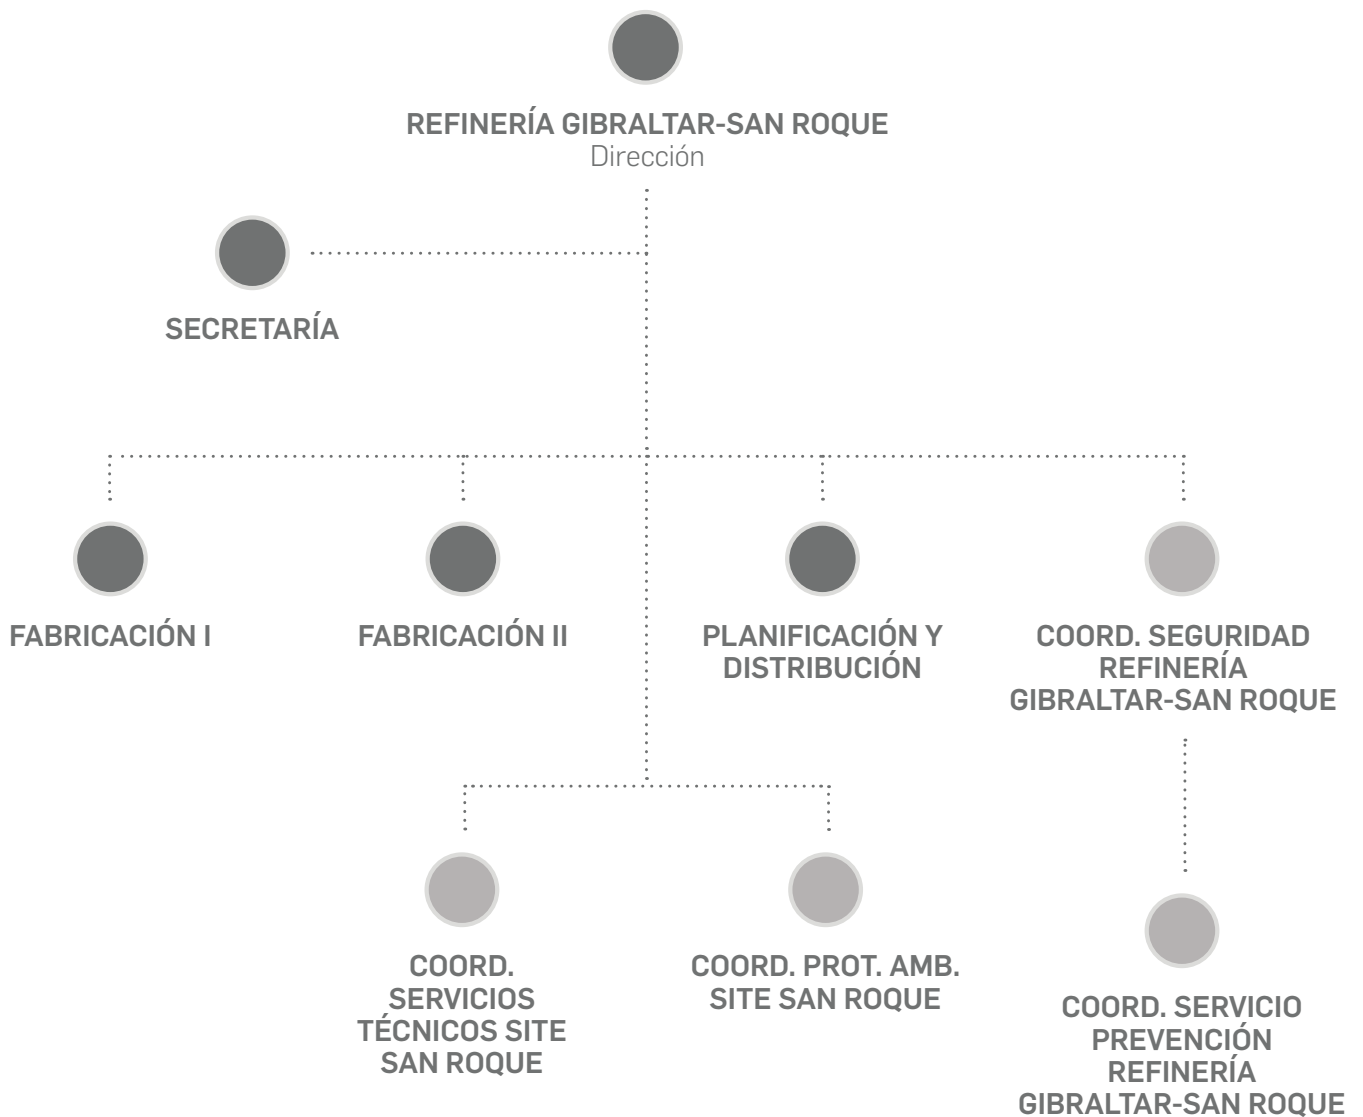 REFINERÍA GIBRALTAR-SAN ROQUE
Dirección
SECRETARÍA
FABRICACIÓN I
FABRICACIÓN II
PLANIFICACIÓN Y
DISTRIBUCIÓN
COORD. SEGURIDAD
REFINERÍA
GIBRALTAR-SAN ROQUE
COORD.
SERVICIOS
TÉCNICOS SITE
SAN ROQUE
COORD. PROT. AMB.
SITE SAN ROQUE
COORD. SERVICIO
PREVENCIÓN
REFINERÍA
GIBRALTAR-SAN ROQUE